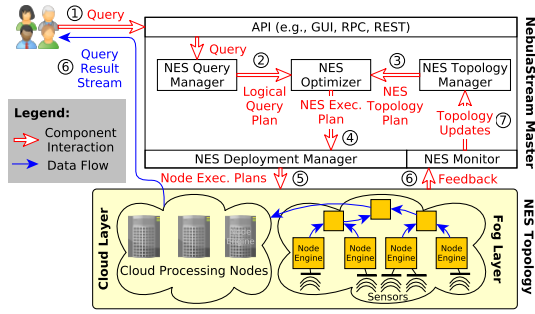 ① Query
API (e.g., GUI, RPC, REST)
Query
⑥ Query
Result
Stream
NES Query
Manager
②
Logical
Query
Plan
NES
Optimizer
③
NES
Topology
Plan
NES Topology
Manager
NES Exec.
Plan
④
Topology
Updates
⑦
NES Deployment Manager
NES Monitor
NebulaStream Master
Legend:
Component
Interaction
Data Flow
Node Exec. Plans
⑤
⑥ Feedback
Cloud Layer
Node
Engine
Cloud Processing Nodes
Node
Engine
Node
Engine
Node
Engine
Node
Engine
Sensors
Fog Layer
NES Topology